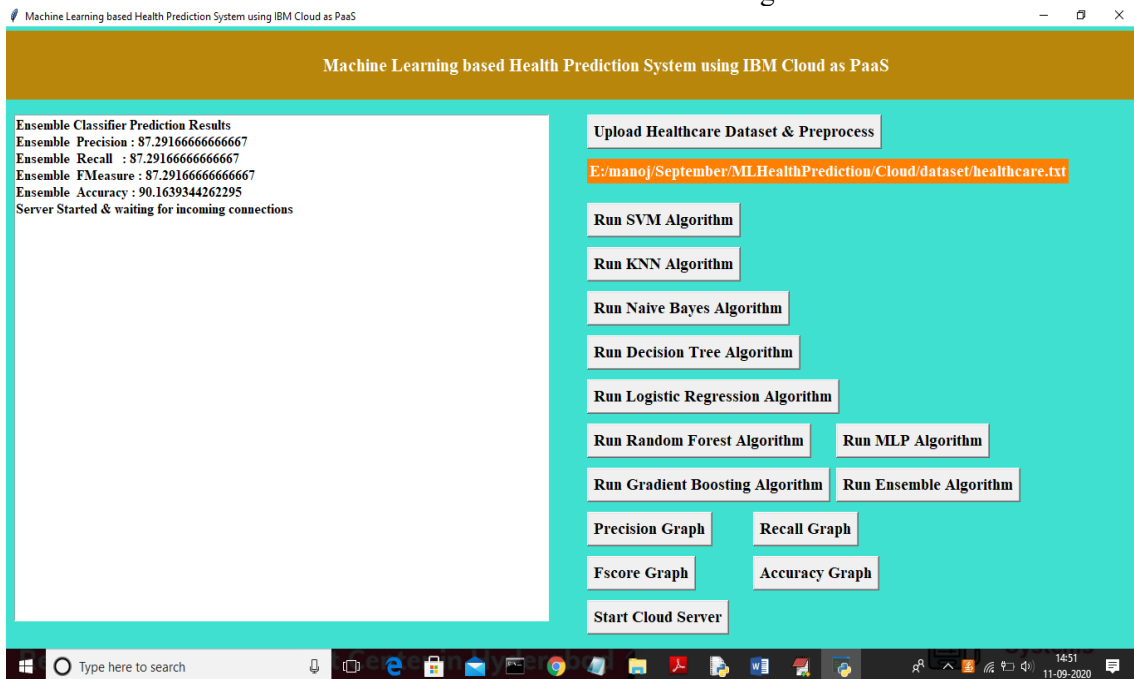 Machine Learning based Health Prediction System using IBM Cloud as PaaS
Machine Learning based Health Prediction System using IBM Cloud as PaaS
Ensemble Classifier Prediction Results
Ensemble Precision : 87.29166666666667
Ensemble Recall : 87.29166666666667
Ensemble FMeasure : 87.29166666666667
Ensemble Accuracy : 90.1639344262295
Server Started & waiting for incoming connections
Upload Healthcare Dataset & Preprocess
E:/manoj/September/MLHealthPrediction/Cloud/dataset/healthcare.txt
Run SVM Algorithm
Run KNN Algorithm
Run Naive Bayes Algorithm
Run Decision Tree Algorithm
Run Logistic Regression Algorithm
Run Random Forest Algorithm Run MLP Algorithm
Run Gradient Boosting Algorithm Run Ensemble Algorithm
Precision Graph Recall Graph
Fscore Graph Accuracy Graph
Start Cloud Server
Type here to search
14:51
11-09-2020